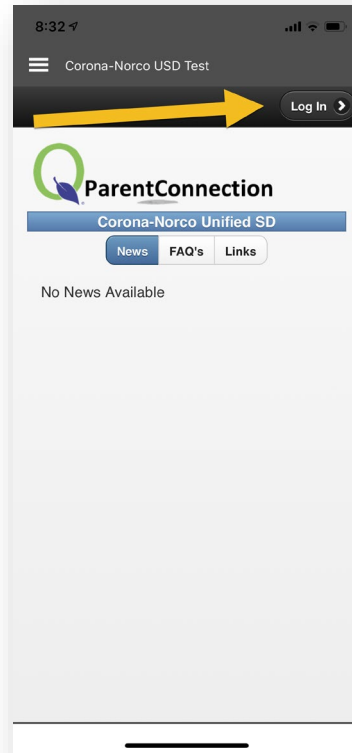 8:32
Corona-Norco USD Test
Log In
Q ParentConnection
Corona-Norco Unified SD
News FAQ's Links
No News Available